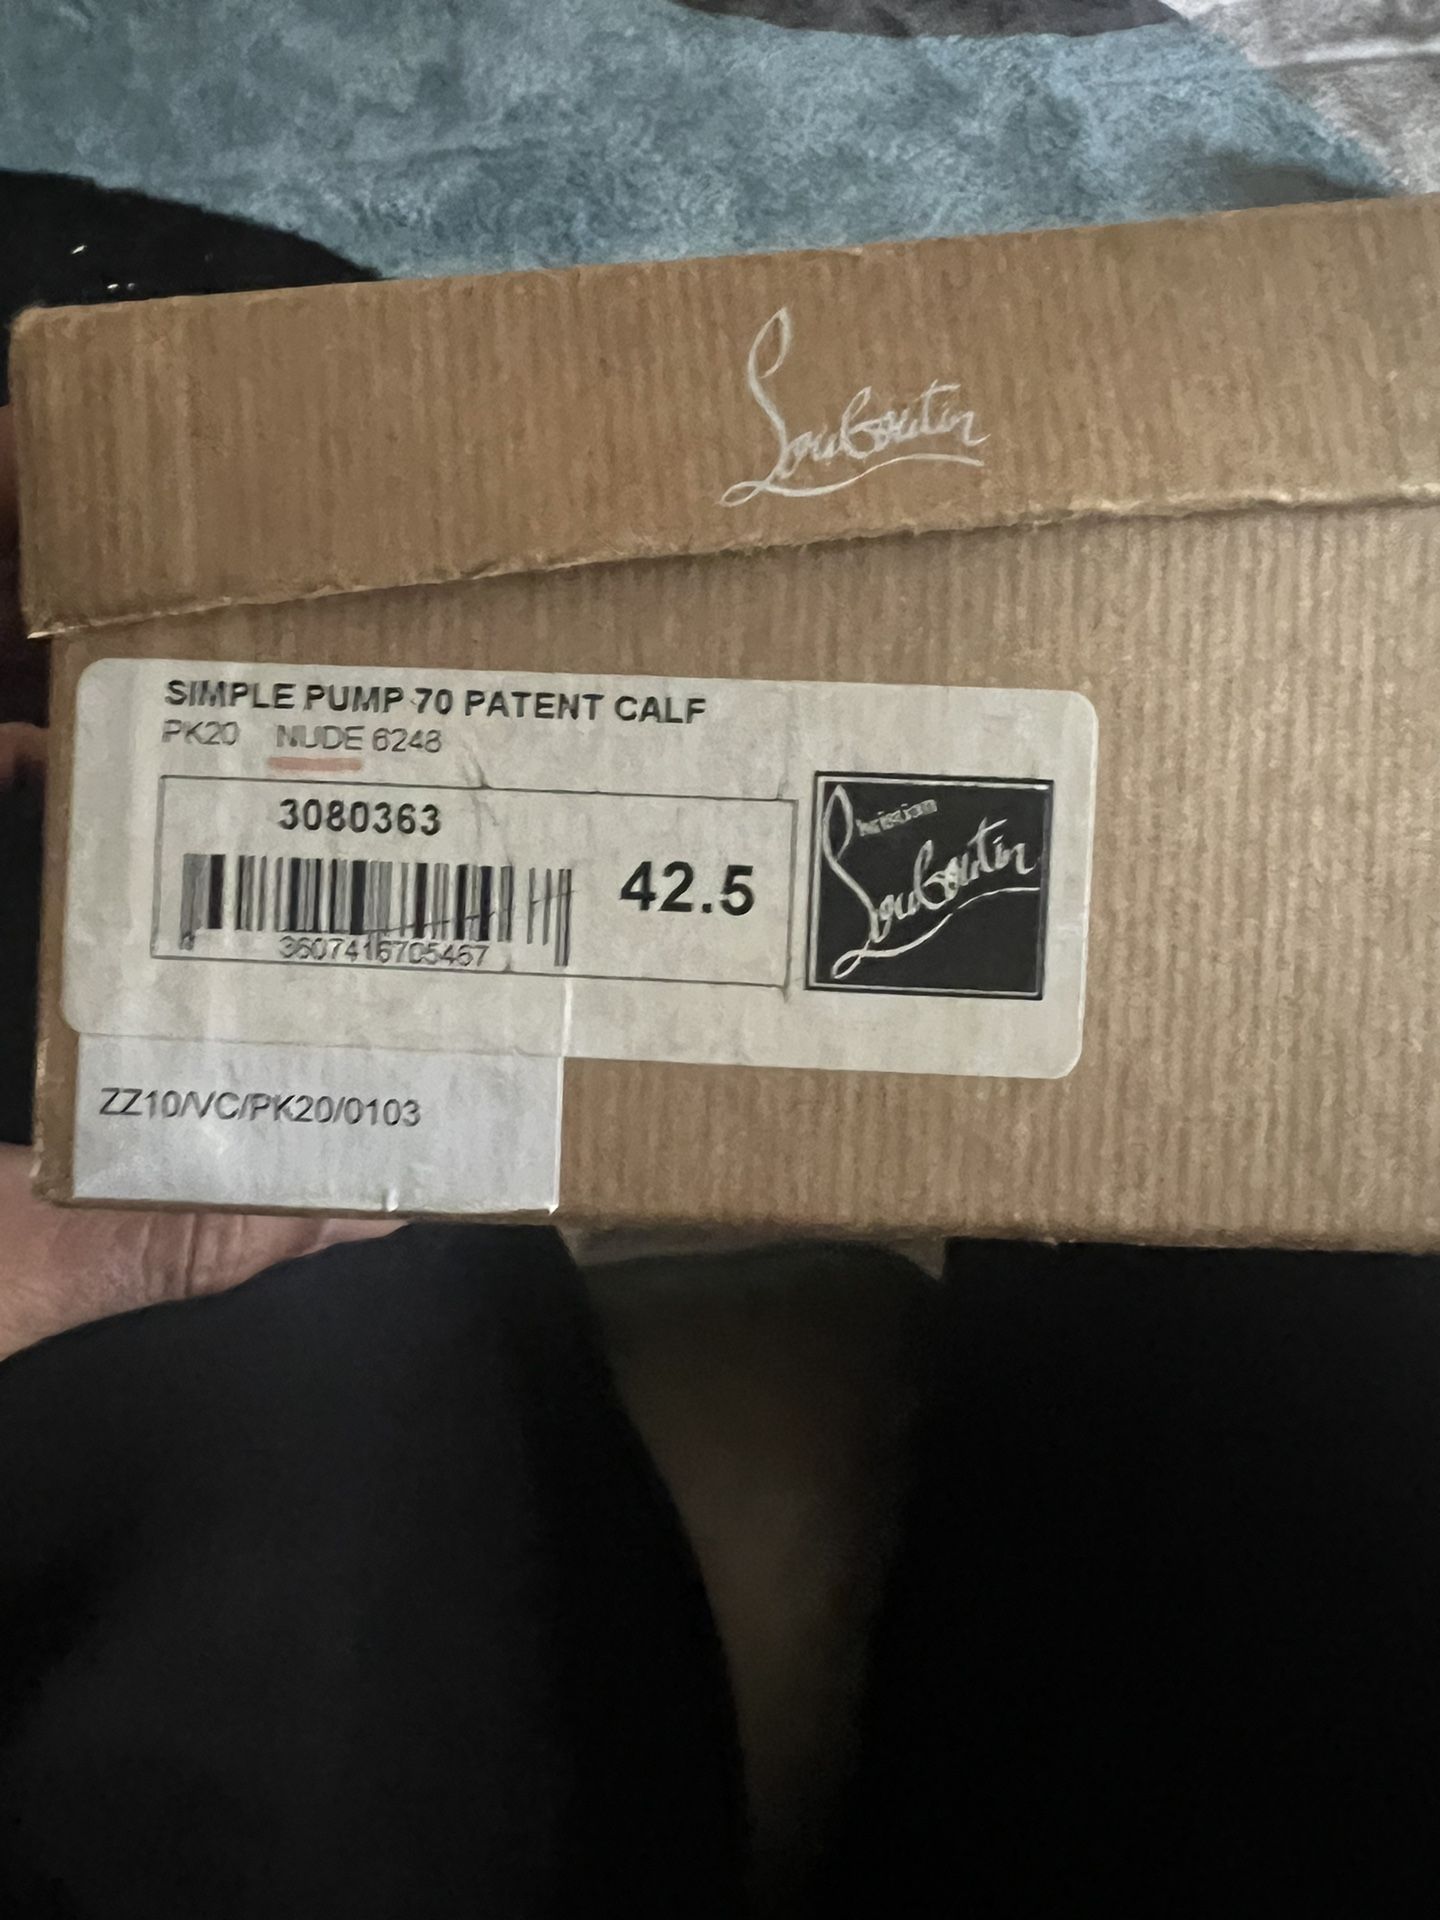 Louboutin
SIMPLE PUMP 70 PATENT CALF
PK20 NUDE 6248
3080363
42.5
3607416705467
Christian
Louboutin
ZZ10/VC/PK20/0103